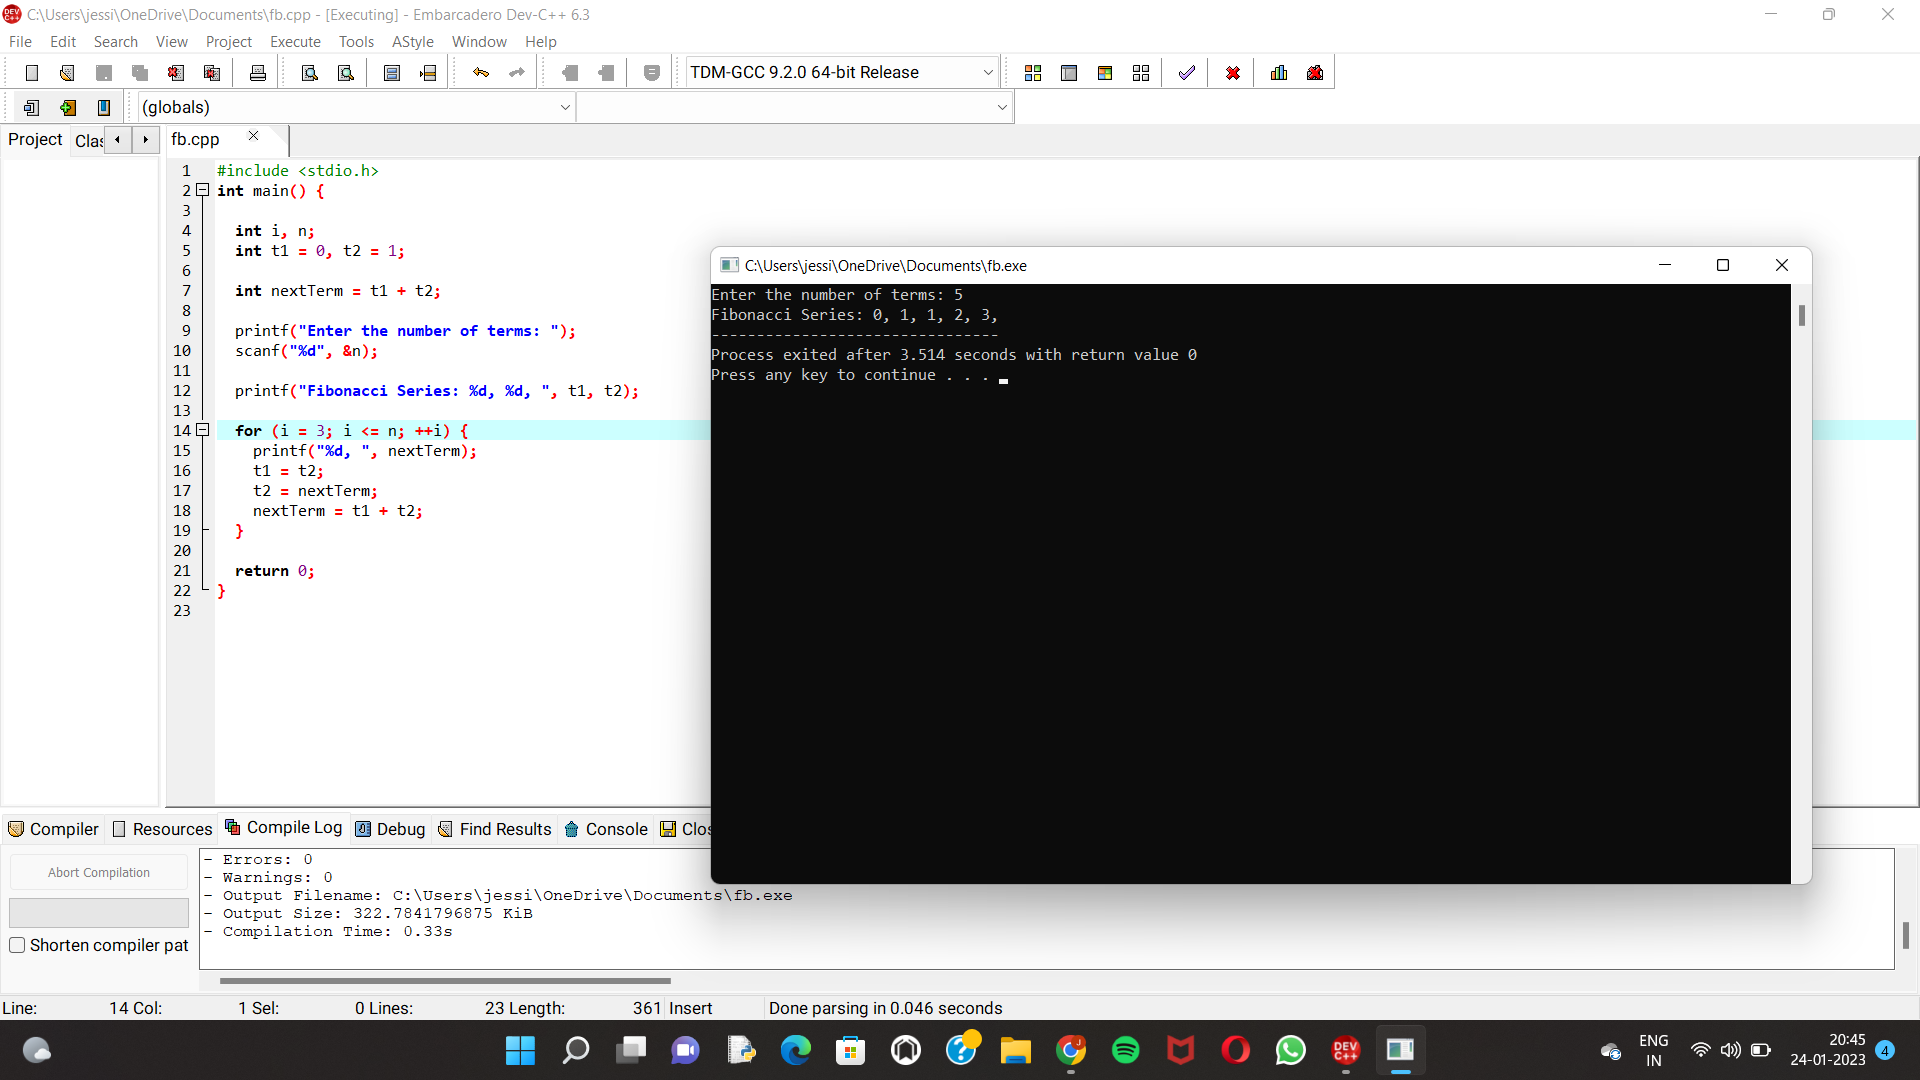 C:\Users\jessi\OneDrive\Documents\fb.cpp - [Executing] - Embarcadero Dev-C++ 6.3
File Edit Search View Project Execute Tools AStyle Window Help
TDM-GCC 9.2.0 64-bit Release
(globals)
Project Clas fb.cpp
1 #include <stdio.h>
2 int main() {
3
4 int i, n;
5 int t1 = 0, t2 = 1;
6
7 int nextTerm = t1 + t2;
8
9 printf("Enter the number of terms: ");
10 scanf("%d", &n);
11
12 printf("Fibonacci Series: %d, %d, ", t1, t2);
13
14 for (i = 3; i <= n; ++i) {
15 printf("%d, ", nextTerm);
16 t1 = t2;
17 t2 = nextTerm;
18 nextTerm = t1 + t2;
19 }
20
21 return 0;
22 }
23
C:\Users\jessi\OneDrive\Documents\fb.exe
Enter the number of terms: 5
Fibonacci Series: 0, 1, 1, 2, 3,
--------------------------------
Process exited after 3.514 seconds with return value 0
Press any key to continue . . .
Compiler Resources Compile Log Debug Find Results Console Clos
Abort Compilation
Shorten compiler pat
- Errors: 0
- Warnings: 0
- Output Filename: C:\Users\jessi\OneDrive\Documents\fb.exe
- Output Size: 322.7841796875 KiB
- Compilation Time: 0.33s
Line: 14 Col: 1 Sel: 0 Lines: 23 Length: 361 Insert Done parsing in 0.046 seconds
DEV C++
ENG
IN
20:45
24-01-2023
4